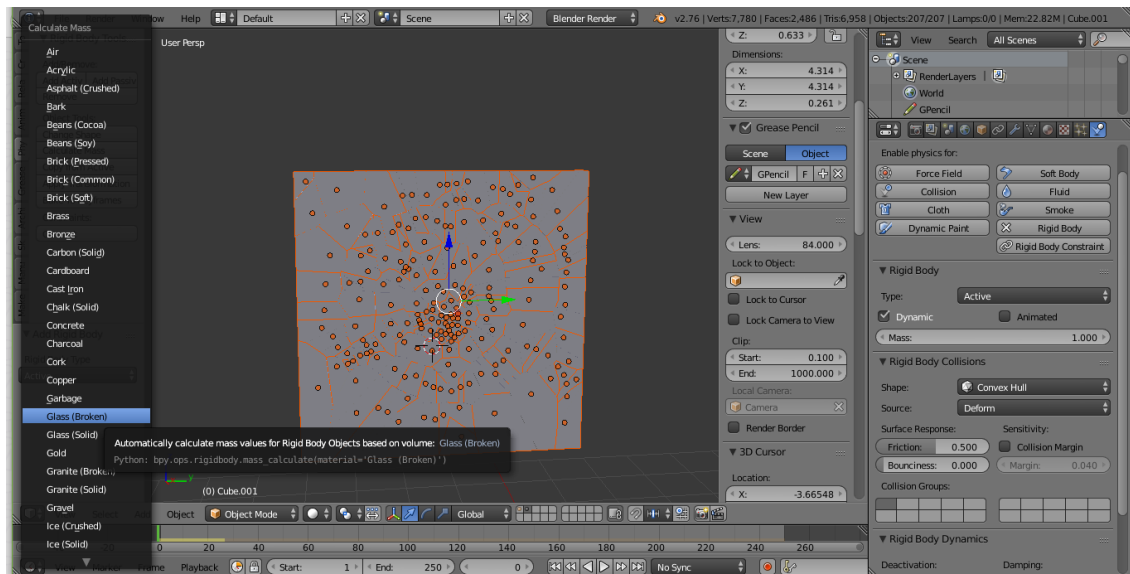 Window Help Default Scene Blender Render v2.76 | Verts:7,780 | Faces:2,486 | Tris:6,958 | Objects:207/207 | Lamps:0/0 | Mem:22.82M | Cube.001
Calculate Mass
Air
Acrylic
Asphalt (Crushed)
Bark
Beans (Cocoa)
Beans (Soy)
Brick (Pressed)
Brick (Common)
Brick (Soft)
Brass
Bronze
Carbon (Solid)
Cardboard
Cast Iron
Chalk (Solid)
Concrete
Charcoal
Cork
Copper
Garbage
Glass (Broken)
Glass (Solid)
Gold
Granite (Broken)
Granite (Solid)
Gravel
Ice (Crushed)
Ice (Solid)
User Persp
Automatically calculate mass values for Rigid Body Objects based on volume: Glass (Broken)
Python: bpy.ops.rigidbody.mass_calculate(material='Glass (Broken)')
(0) Cube.001
Z: 0.633
Dimensions:
X: 4.314
Y: 4.314
Z: 0.261
Grease Pencil
Scene Object
GPencil F
New Layer
View
Lens: 84.000
Lock to Object:
Lock to Cursor
Lock Camera to View
Clip:
Start: 0.100
End: 1000.000
Local Camera:
Camera
Render Border
3D Cursor
Location:
X: -3.66548
View Search All Scenes
Scene
RenderLayers
World
GPencil
Enable physics for:
Force Field Soft Body
Collision Fluid
Cloth Smoke
Dynamic Paint Rigid Body
Rigid Body Constraint
Rigid Body
Type: Active
Dynamic Animated
Mass: 1.000
Rigid Body Collisions
Shape: Convex Hull
Source: Deform
Surface Response: Sensitivity:
Friction: 0.500 Collision Margin
Bounciness: 0.000 Margin: 0.040
Collision Groups:
Rigid Body Dynamics
Deactivation: Damping:
Select Add Object Object Mode Global
0 20 40 60 80 100 120 140 160 180 200 220 240 260
View Marker Frame Playback Start: 1 End: 250 0 No Sync